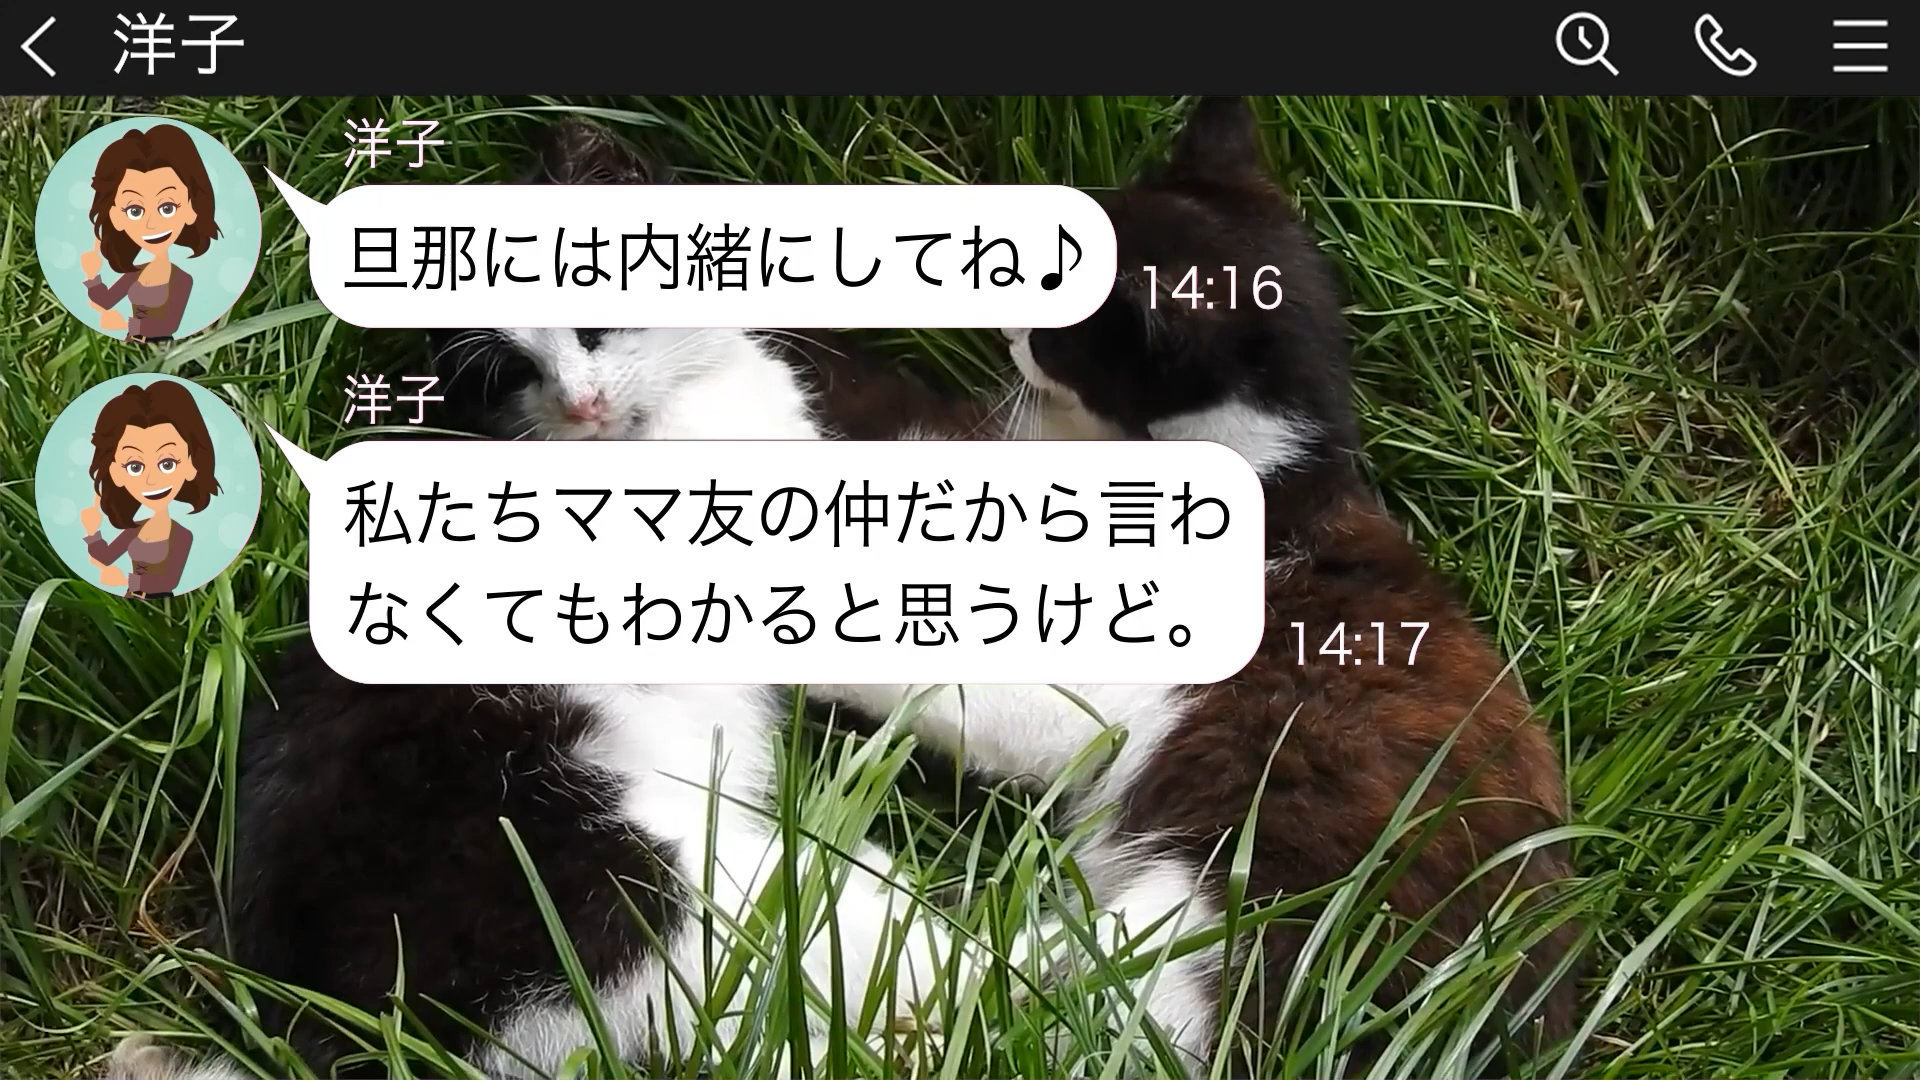 洋子
洋子
旦那には内緒にしてね♪
14:16
洋子
私たちママ友の仲だから言わ
なくてもわかると思うけど。
14:17